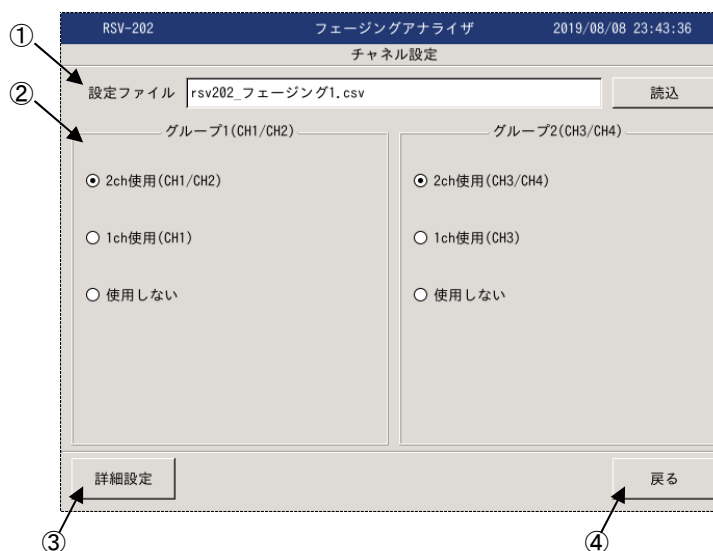 RSV-202 フェージングアナライザ 2019/08/08 23:43:36
チャネル設定
①
設定ファイル rsv202_フェージング1.csv 読込
②
グループ1(CH1/CH2) グループ2(CH3/CH4)
2ch使用(CH1/CH2) 2ch使用(CH3/CH4)
1ch使用(CH1) 1ch使用(CH3)
使用しない 使用しない
詳細設定 戻る
③ ④